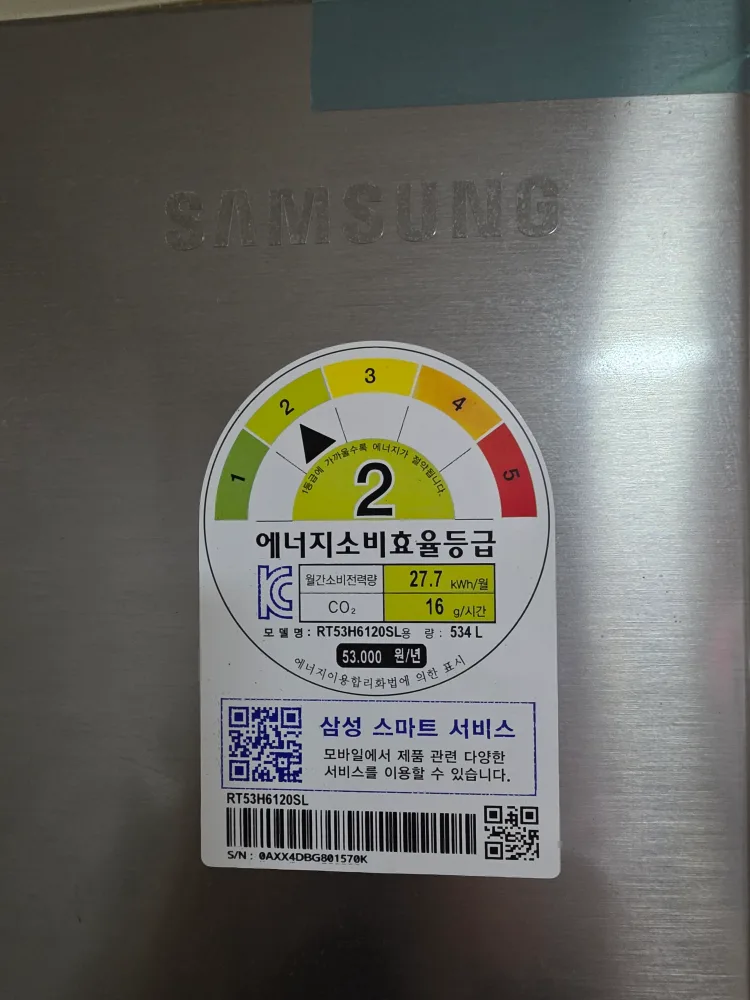 SAMSUNG
1
2
3
4
5
1등급에 가까울수록 에너지가 절약됩니다.
2
에너지소비효율등급
월간소비전력량 27.7 kWh/월
CO₂ 16 g/시간
모 델 명 : RT53H6120SL 용 량 : 534 L
53.000 원/년
에너지이용합리화법에 의한 표시
삼성 스마트 서비스
모바일에서 제품 관련 다양한
서비스를 이용할 수 있습니다.
RT53H6120SL
S/N : 0AXX4DBG801570K